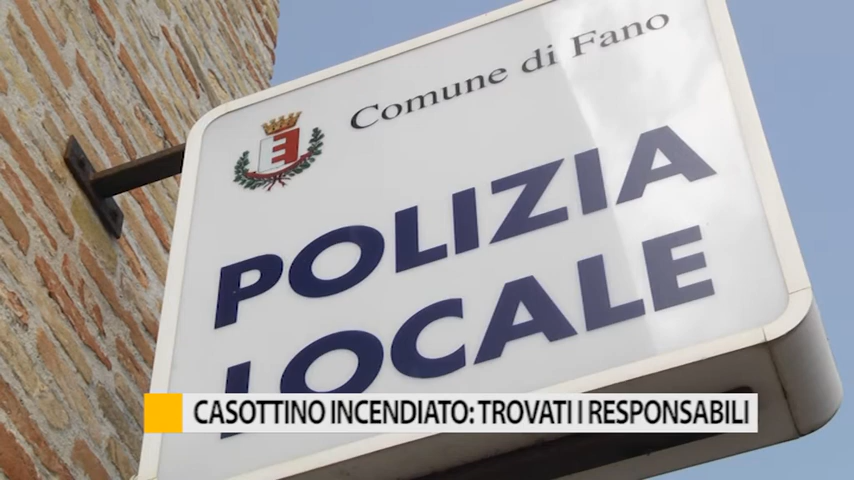 Comune di Fano
POLIZIA
LOCALE
CASOTTINO INCENDIATO: TROVATI I RESPONSABILI